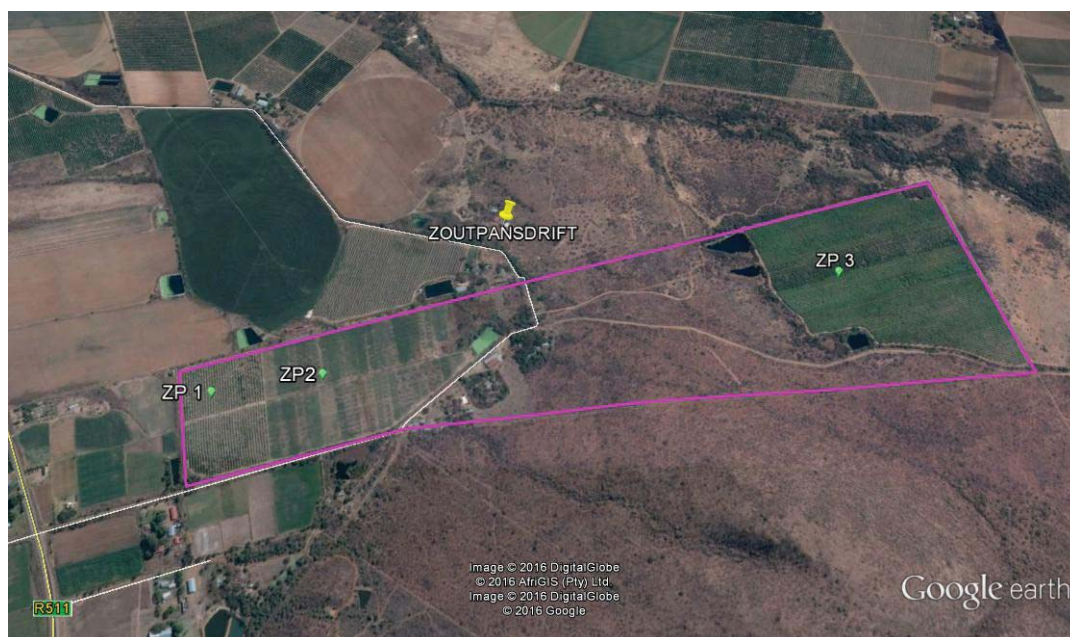 ZOUTPANSDRIFT
ZP 3
ZP2
ZP 1
Image © 2016 DigitalGlobe
© 2016 AfriGIS (Pty) Ltd.
Image © 2016 DigitalGlobe
© 2016 Google
Google earth
R511